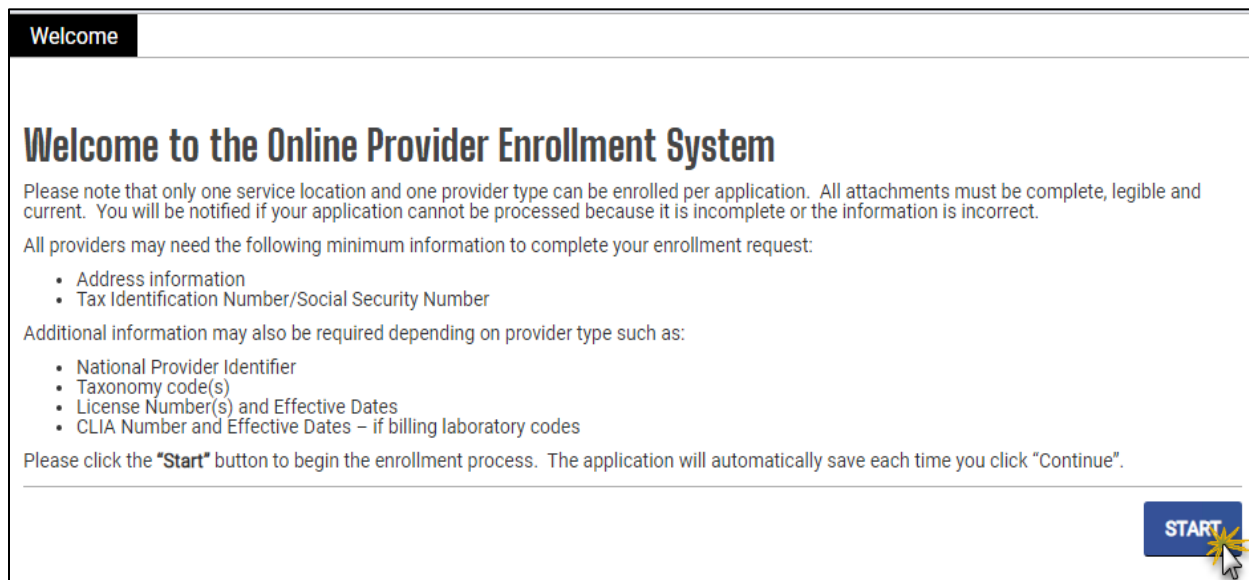 Welcome
Welcome to the Online Provider Enrollment System
Please note that only one service location and one provider type can be enrolled per application.  All attachments must be complete, legible and
current.  You will be notified if your application cannot be processed because it is incomplete or the information is incorrect.
All providers may need the following minimum information to complete your enrollment request:
• Address information
• Tax Identification Number/Social Security Number
Additional information may also be required depending on provider type such as:
• National Provider Identifier
• Taxonomy code(s)
• License Number(s) and Effective Dates
• CLIA Number and Effective Dates – if billing laboratory codes
Please click the “Start” button to begin the enrollment process.  The application will automatically save each time you click “Continue”.
START